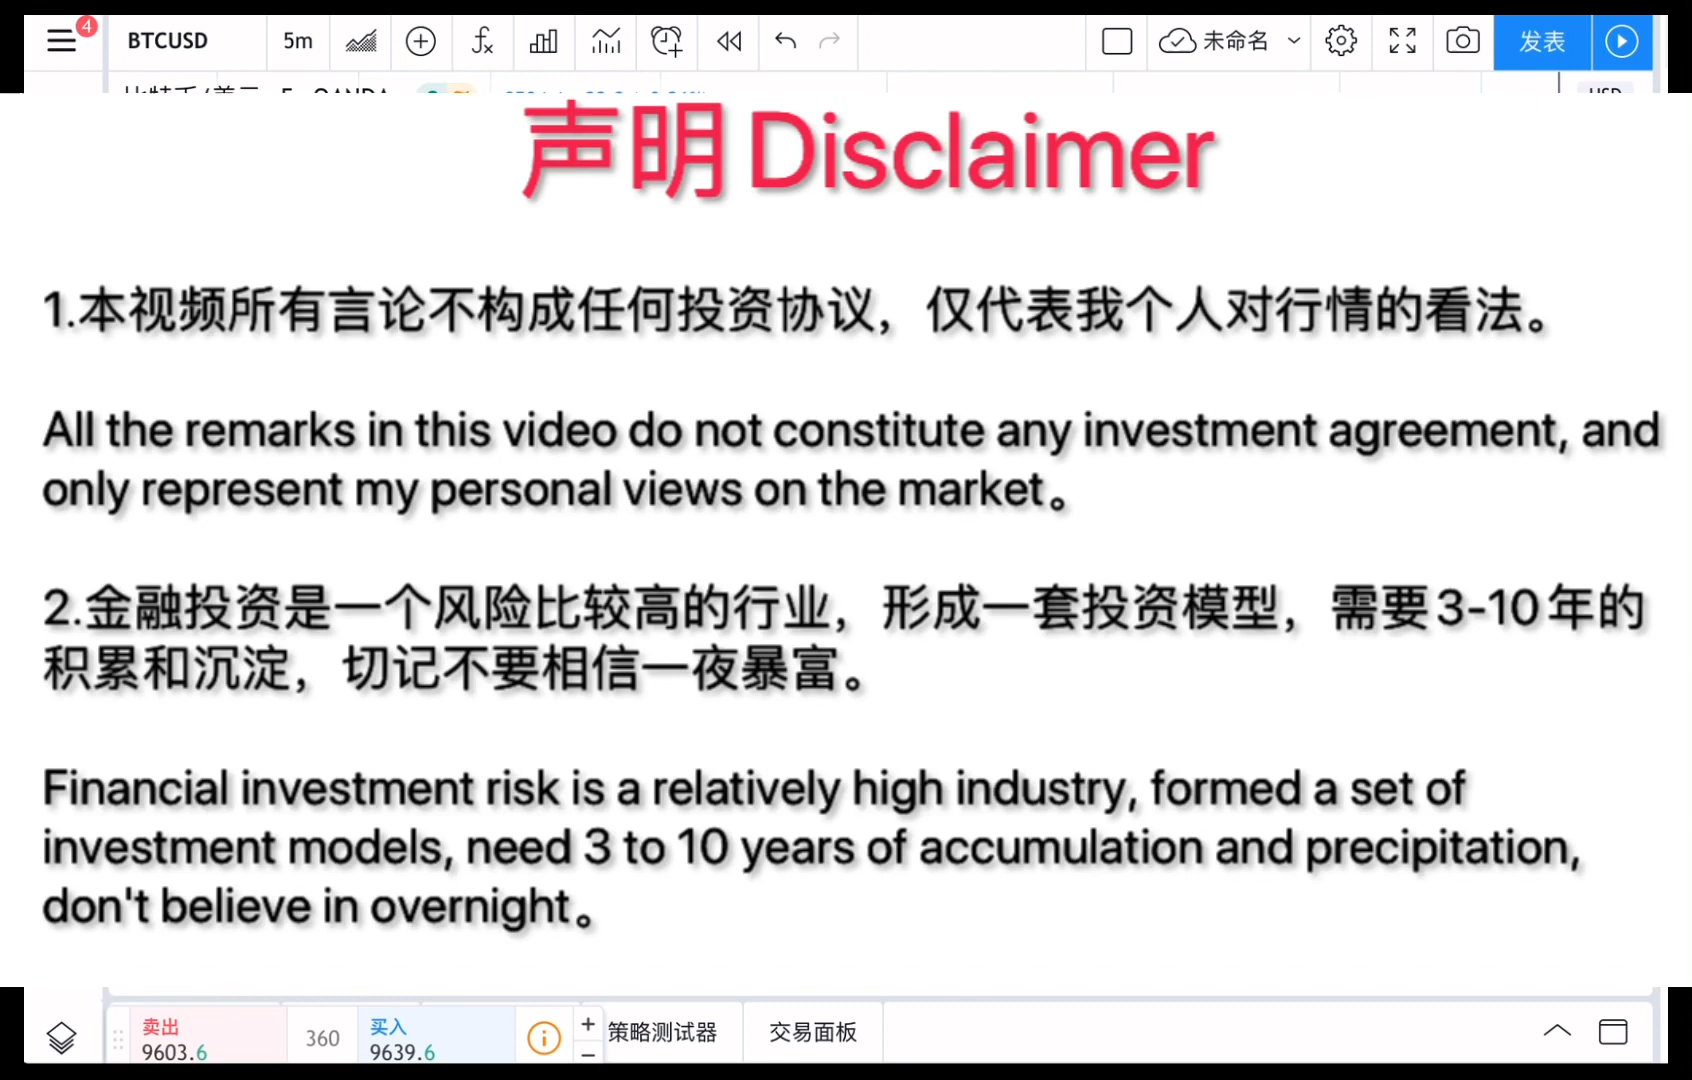 4
BTCUSD
5m
未命名
发表
声明 Disclaimer
1.本视频所有言论不构成任何投资协议，仅代表我个人对行情的看法。
All the remarks in this video do not constitute any investment agreement, and
only represent my personal views on the market。
2.金融投资是一个风险比较高的行业，形成一套投资模型，需要3-10年的
积累和沉淀，切记不要相信一夜暴富。
Financial investment risk is a relatively high industry, formed a set of
investment models, need 3 to 10 years of accumulation and precipitation,
don't believe in overnight。
卖出 360 买入 策略测试器 交易面板
9603.6 9639.6